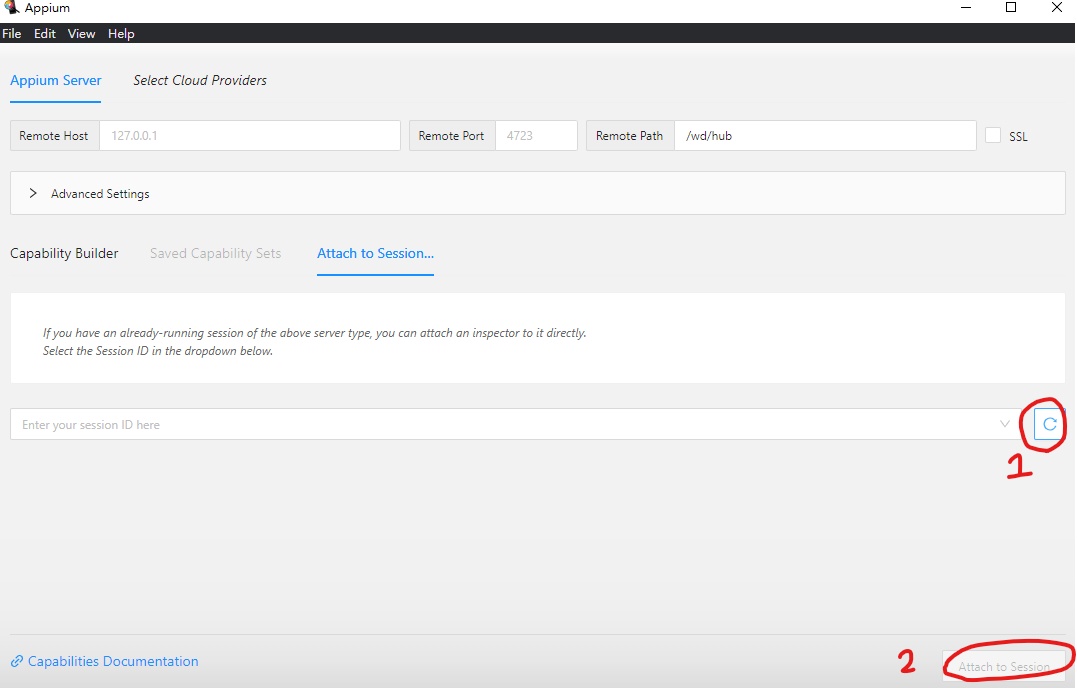 Appium
File Edit View Help
Appium Server Select Cloud Providers
Remote Host 127.0.0.1 Remote Port 4723 Remote Path /wd/hub SSL
Advanced Settings
Capability Builder Saved Capability Sets Attach to Session...
If you have an already-running session of the above server type, you can attach an inspector to it directly.
Select the Session ID in the dropdown below.
Enter your session ID here
1
Capabilities Documentation 2 Attach to Session